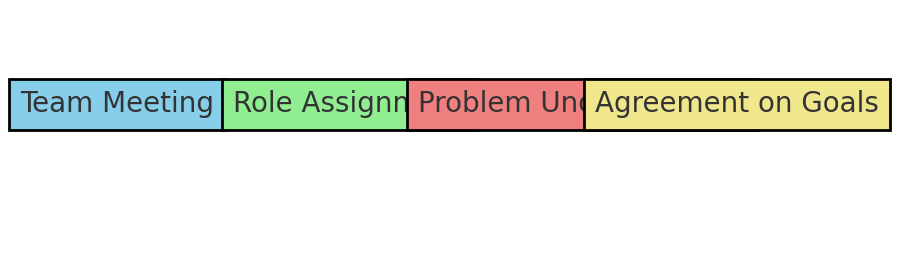 Team Meeting
Role Assignn
Problem Und
Agreement on Goals